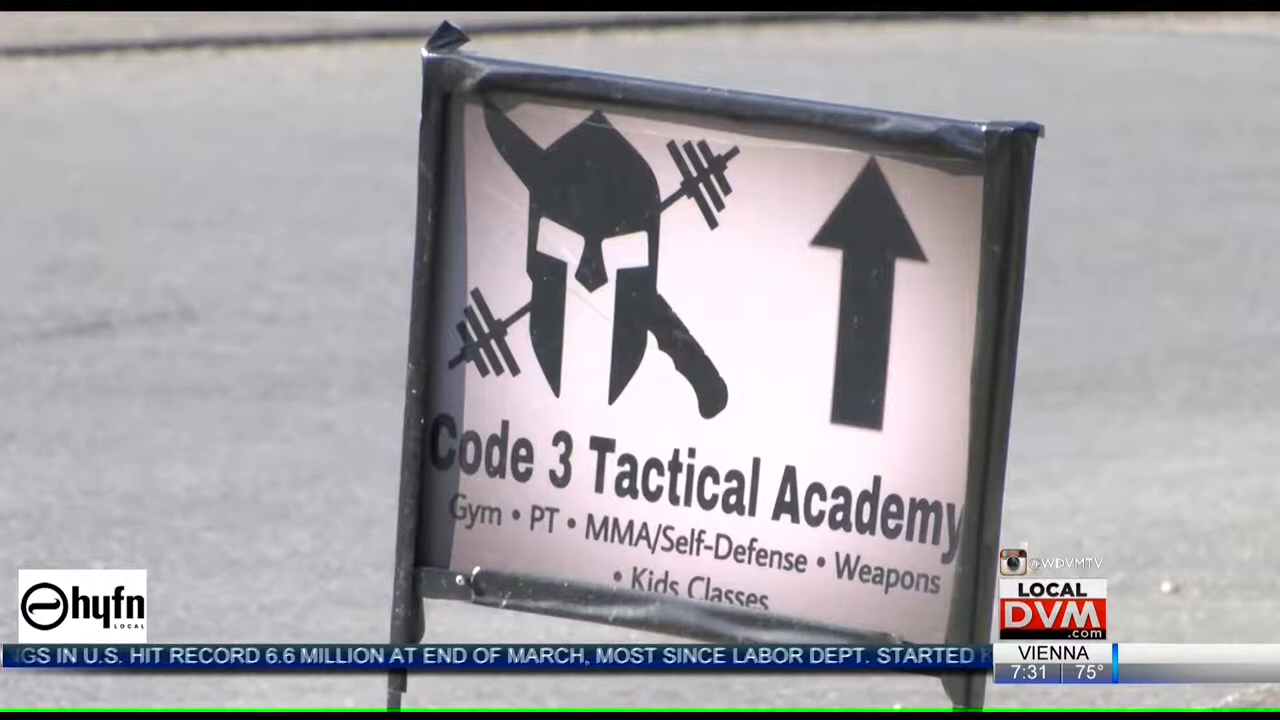 Code 3 Tactical Academy
Gym • PT • MMA/Self-Defense • Weapons
• Kids Classes
@WDVMTV
hyfn
LOCAL
LOCAL
DVM
.com
GS IN U.S. HIT RECORD 6.6 MILLION AT END OF MARCH, MOST SINCE LABOR DEPT. STARTED
VIENNA
7:31 75°